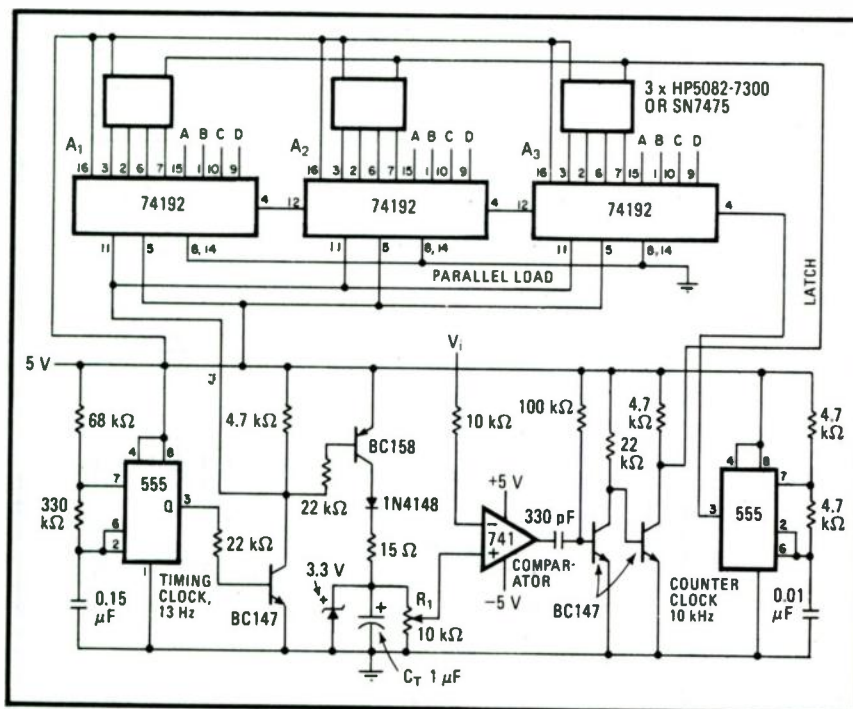 3 x HP5082-7300
OR SN7475
A B C D
A B C D
A B C D
A1
A2
A3
16 3 2 6 7 15 1 10 9
16 3 2 6 7 15 1 10 9
16 3 2 6 7 15 1 10 9
74192
4
12
74192
4
12
74192
4
11 5 8, 14
11 5 8, 14
11 5 8, 14
PARALLEL LOAD
LATCH
5 V
Vi
68 kΩ
4.7 kΩ
BC158
10 kΩ
100 kΩ
22
kΩ
4.7
kΩ
4.7
kΩ
330
kΩ
4 8
7
555
Q
3
6
2
1
22 kΩ
22 kΩ
1N4148
15 Ω
+5 V
−
741
+
−5 V
330 pF
COMPAR-
ATOR
4 8
3
555
7
2
6
4.7
kΩ
TIMING
CLOCK,
13 Hz
0.15
μF
BC147
3.3 V
+
+
R1
10 kΩ
CT 1 μF
BC147
COUNTER
CLOCK
10 kHz
1
0.01
μF